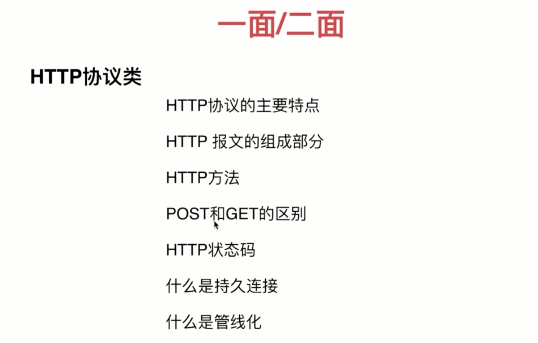 一面/二面
HTTP协议类
HTTP协议的主要特点
HTTP 报文的组成部分
HTTP方法
POST和GET的区别
HTTP状态码
什么是持久连接
什么是管线化